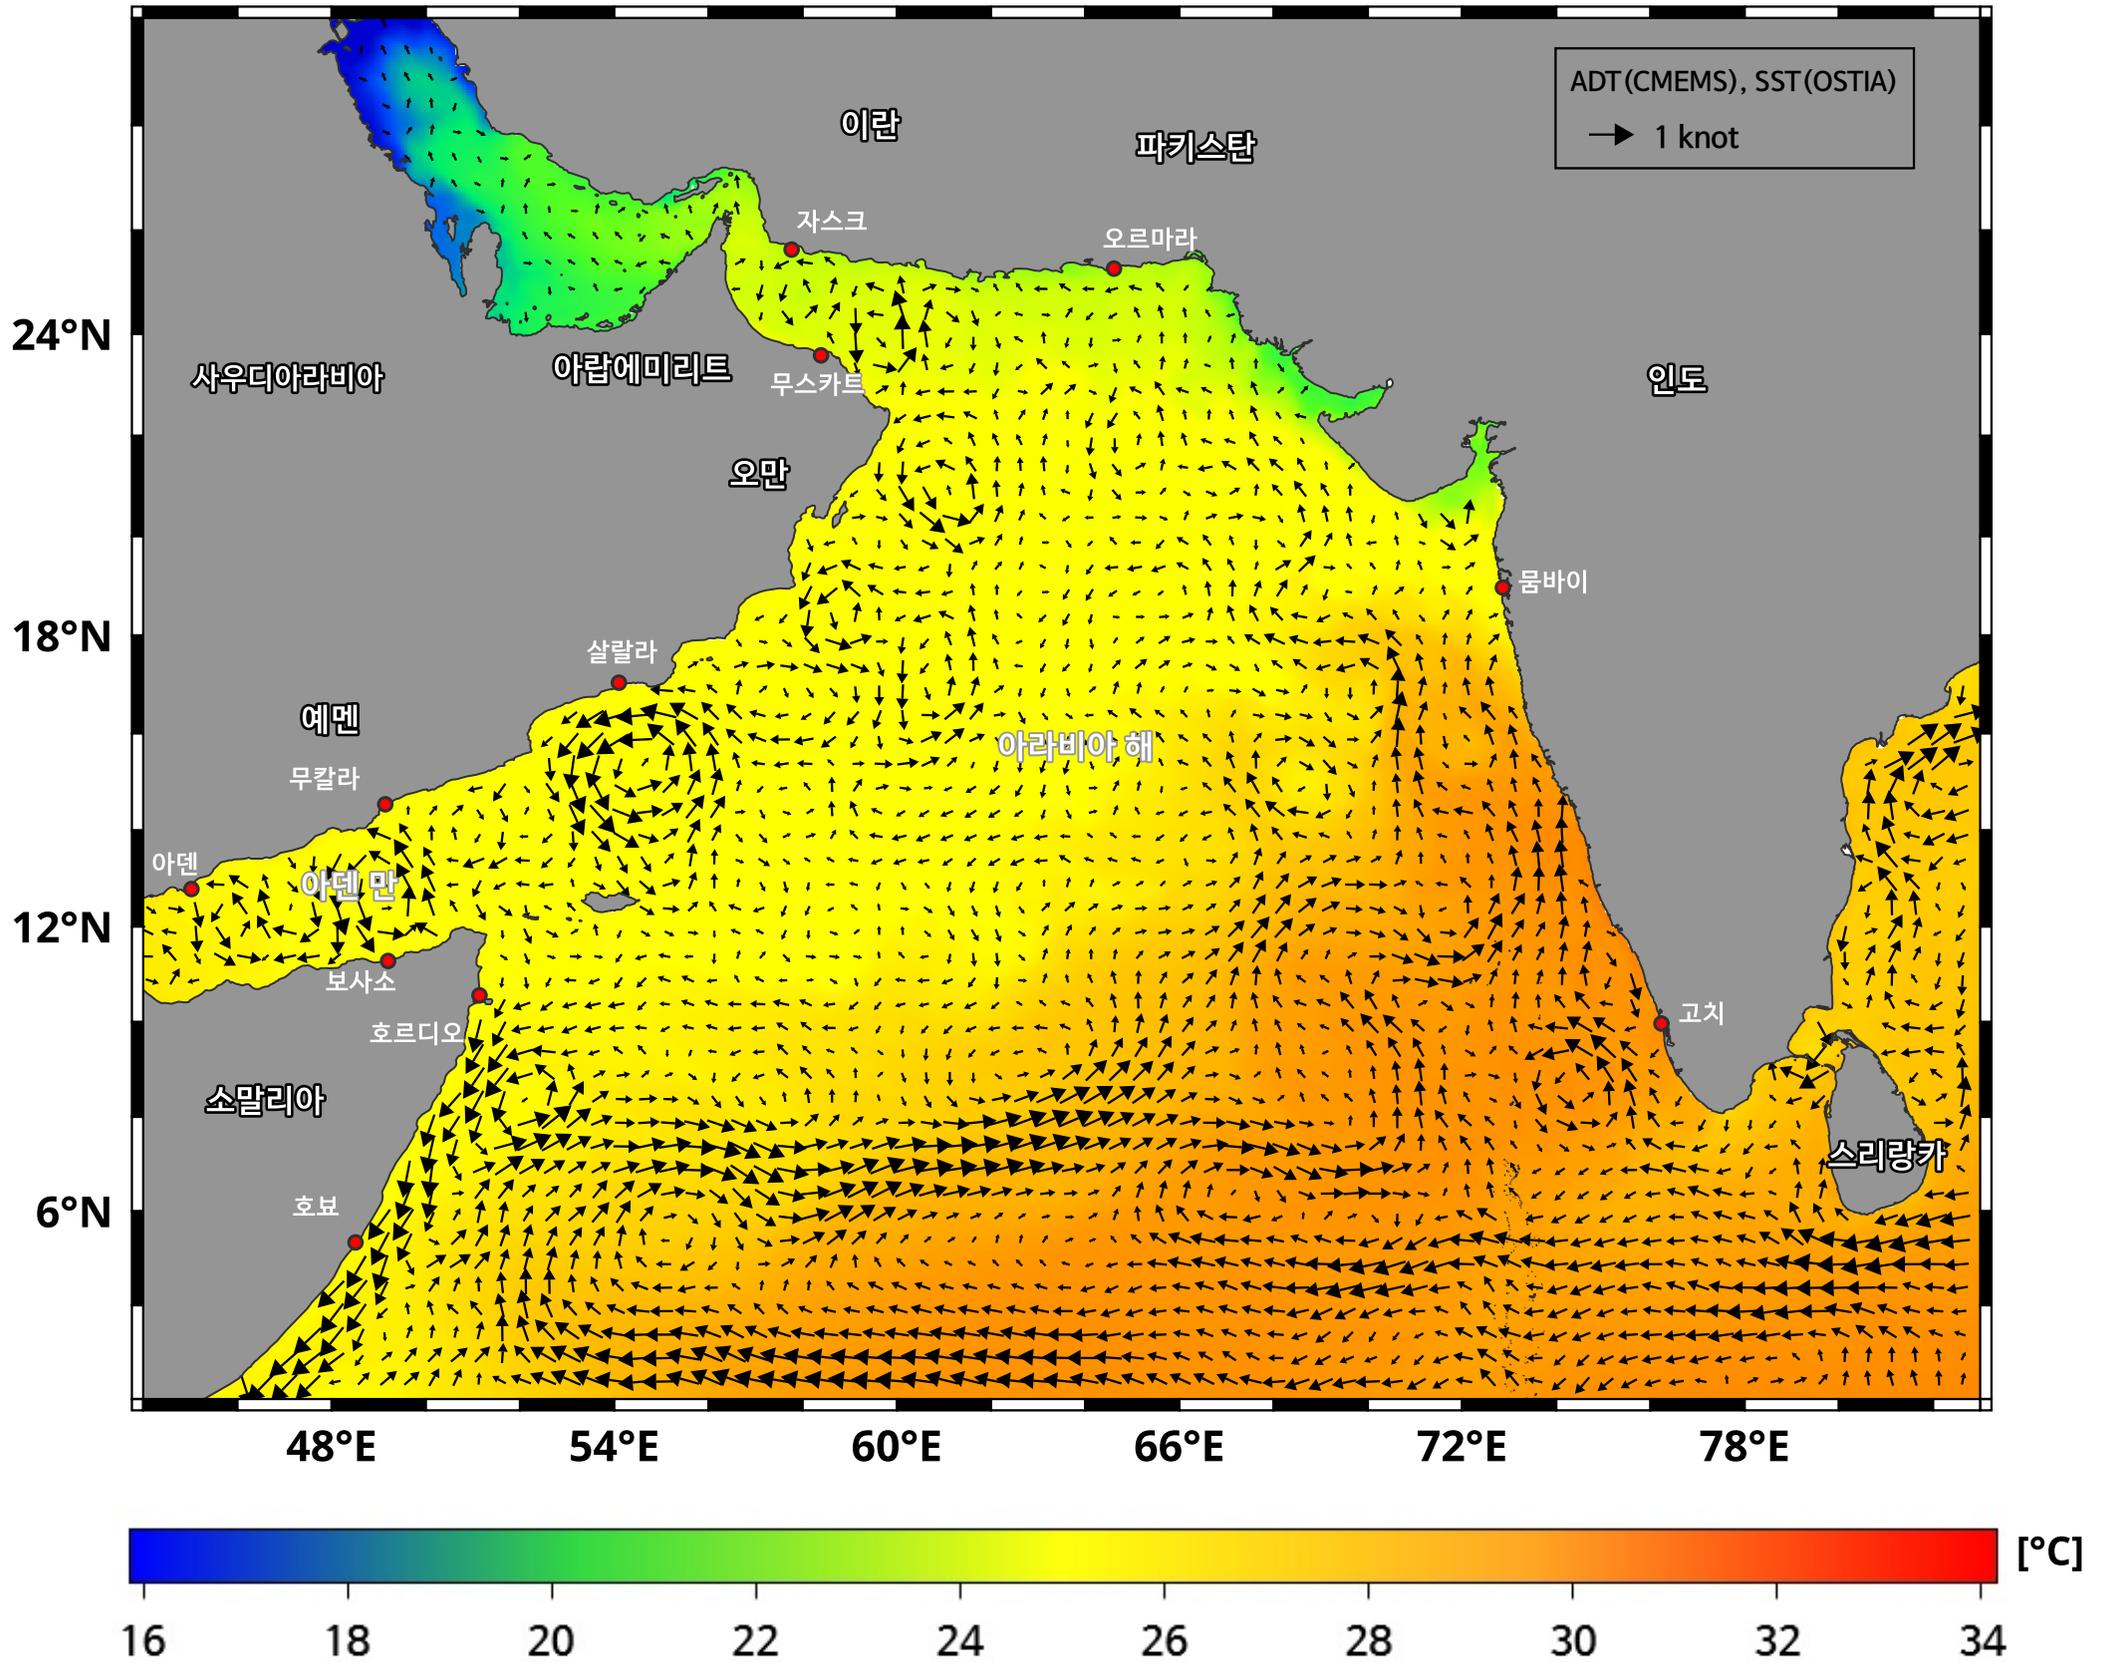 ADT(CMEMS), SST(OSTIA)
1 knot
이란
파키스탄
자스크
오르마라
24°N
사우디아라비아
아랍에미리트
무스카트
인도
오만
뭄바이
18°N
살랄라
예멘
아라비아 해
무칼라
아덴
아덴 만
12°N
보사소
호르디오
고치
소말리아
스리랑카
6°N
호뵤
48°E 54°E 60°E 66°E 72°E 78°E
[°C]
16 18 20 22 24 26 28 30 32 34